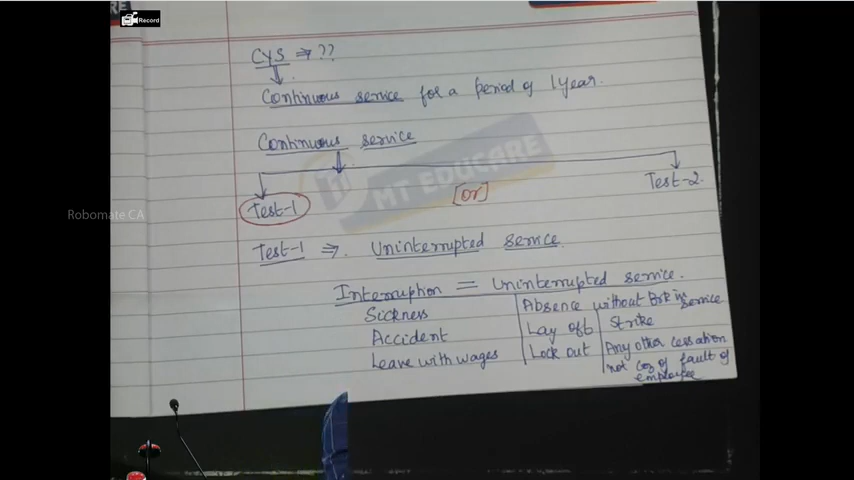 RE
Record
CYS ⇒ ??
Continuous service for a period of 1 year.
Continuous service
MT EDUCARE
Test-1 [or] Test-2
Robomate CA
Test-1 ⇒ Uninterrupted service
Interruption = Uninterrupted service.
Sickness
Accident
Leave with wages
Absence without Brk in service
Lay off
Lock out
Strike
Any other cessation
not coz of fault of
employee